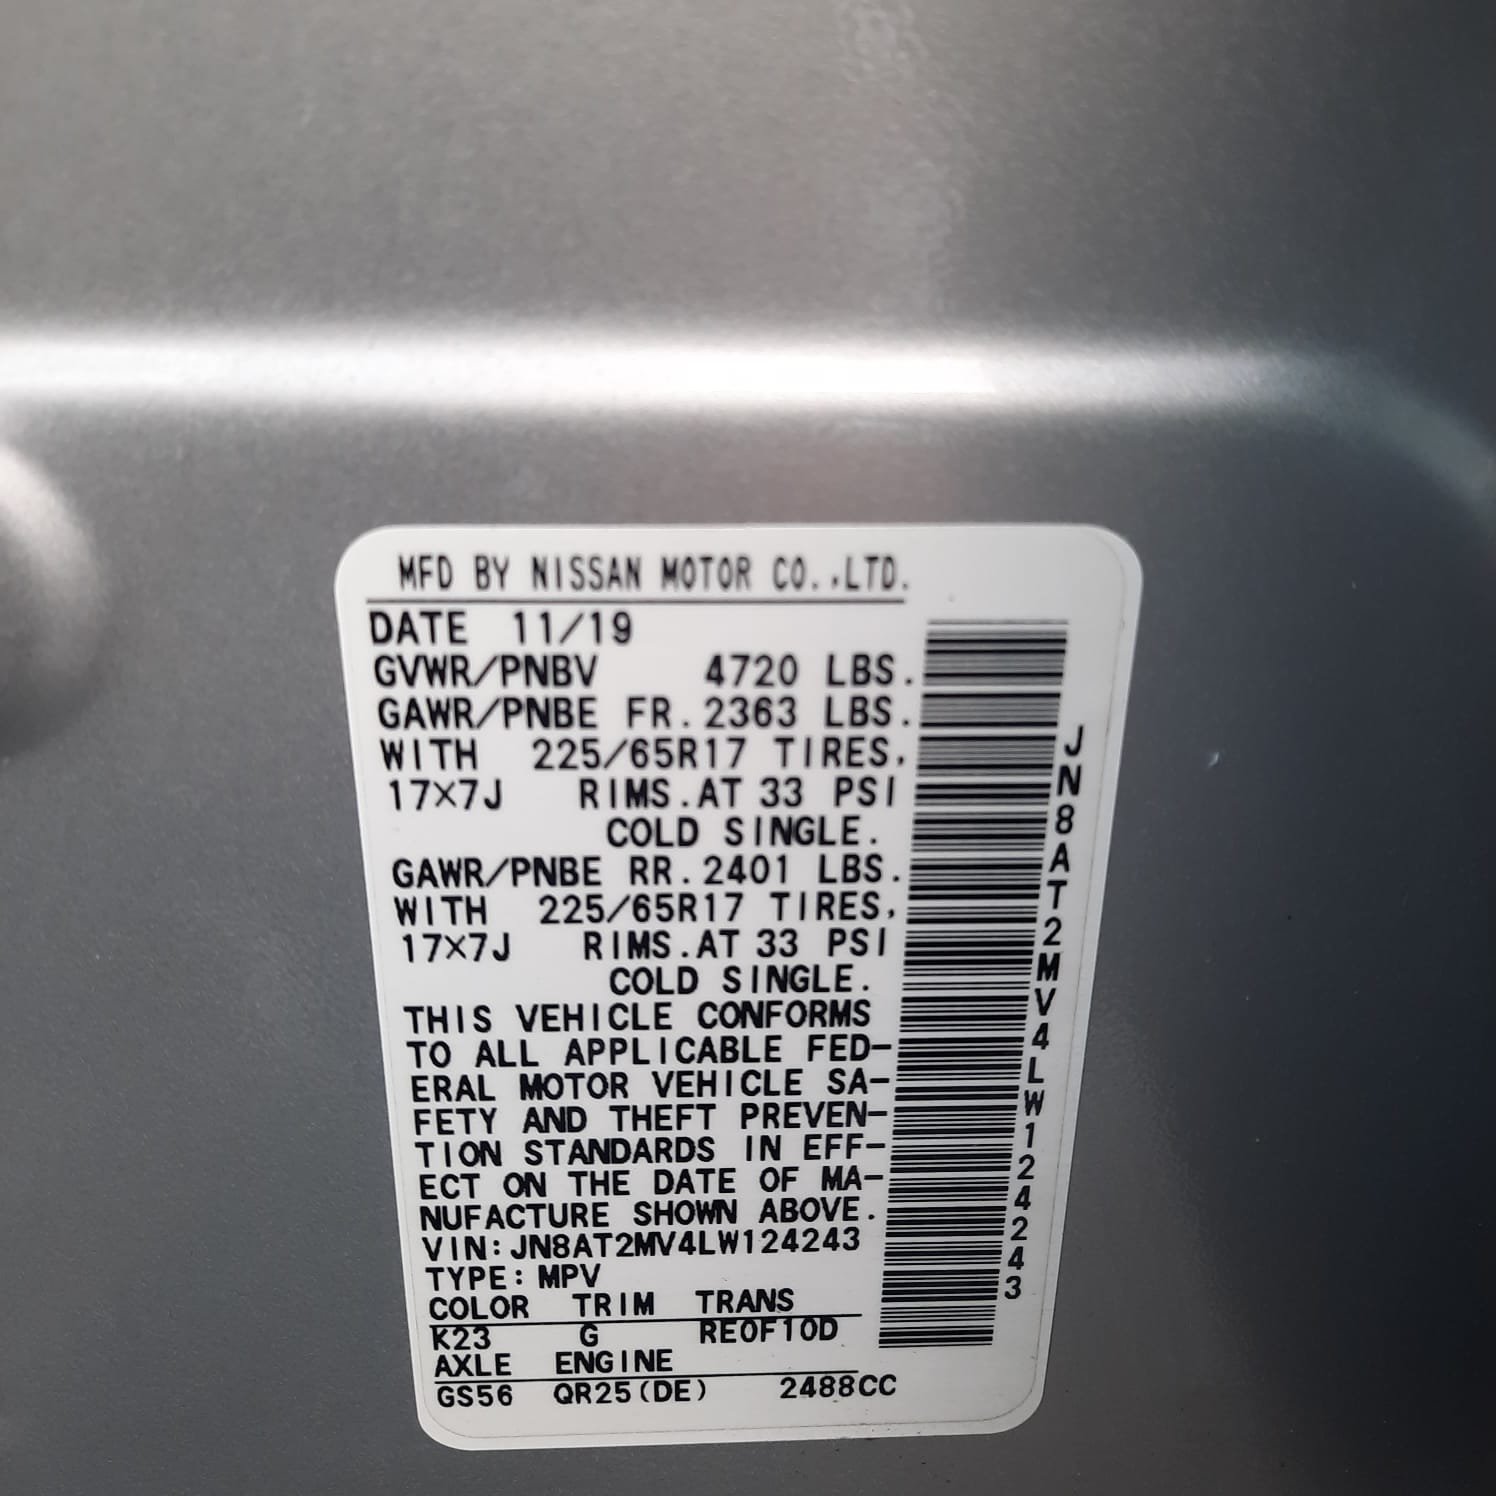 MFD BY NISSAN MOTOR CO.,LTD.
DATE 11/19
GVWR/PNBV 4720 LBS.
GAWR/PNBE FR.2363 LBS.
WITH 225/65R17 TIRES,
17×7J RIMS.AT 33 PSI
COLD SINGLE.
GAWR/PNBE RR.2401 LBS.
WITH 225/65R17 TIRES,
17×7J RIMS.AT 33 PSI
COLD SINGLE.
THIS VEHICLE CONFORMS
TO ALL APPLICABLE FED-
ERAL MOTOR VEHICLE SA-
FETY AND THEFT PREVEN-
TION STANDARDS IN EFF-
ECT ON THE DATE OF MA-
NUFACTURE SHOWN ABOVE.
VIN:JN8AT2MV4LW124243
TYPE:MPV
COLOR TRIM TRANS
K23 G RE0F10D
AXLE ENGINE
GS56 QR25(DE) 2488CC
JN8AT2MV4LW124243